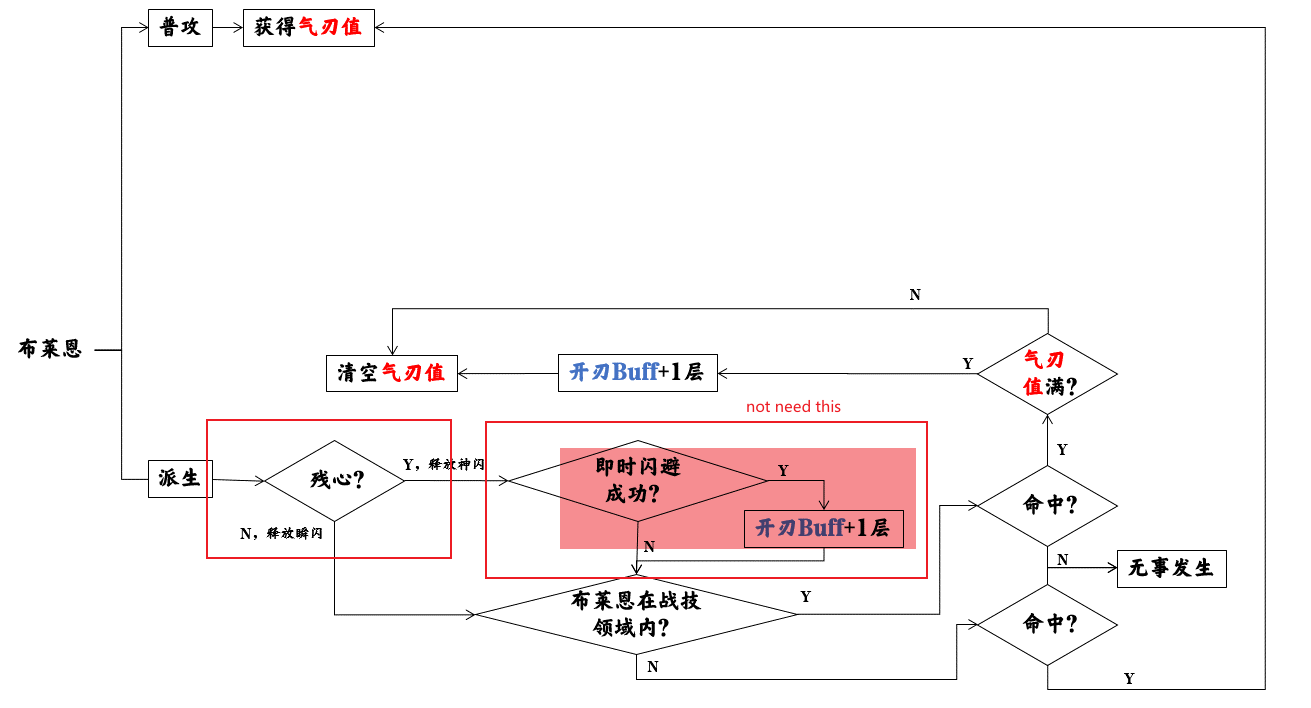 普攻
获得气刃值
N
布莱恩
清空气刃值
开刃Buff+1层
Y
气刃
值满?
not need this
派生
残心?
Y，释放神闪
即时闪避
成功?
Y
开刃Buff+1层
N
N，释放瞬闪
Y
命中?
N
无事发生
布莱恩在战技
领域内?
Y
N
命中?
Y